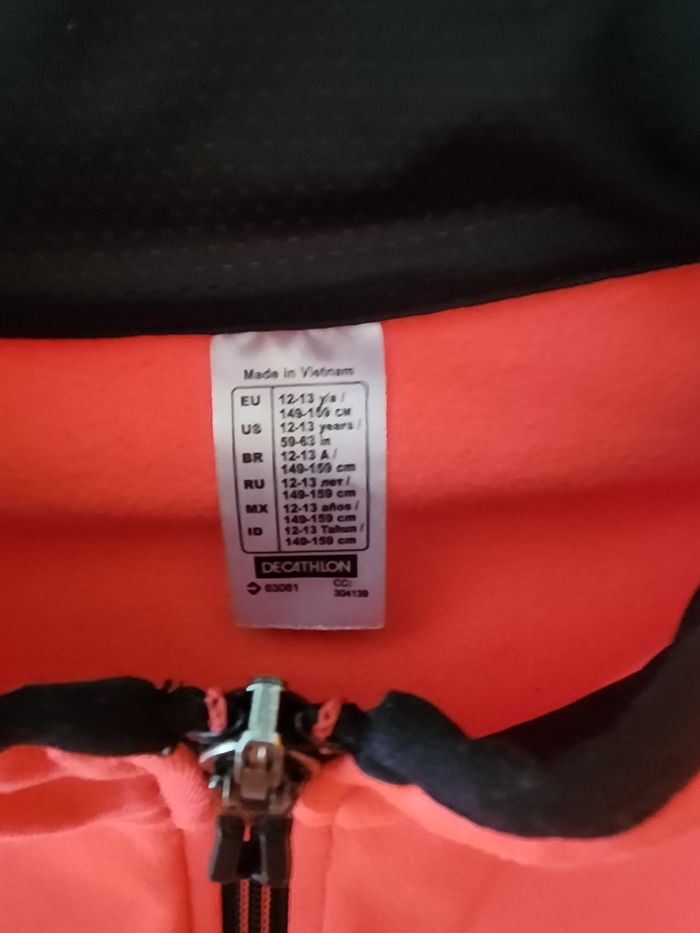 Made in Vietnam
EU 12-13 y/s /
149-159 CM
US 12-13 years /
59-63 in
BR 12-13 A /
149-159 cm
RU 12-13 лет /
149-159 cm
MX 12-13 años /
149-159 cm
ID 12-13 Tahun /
149-159 cm
DECATHLON
63061 CC:
304139